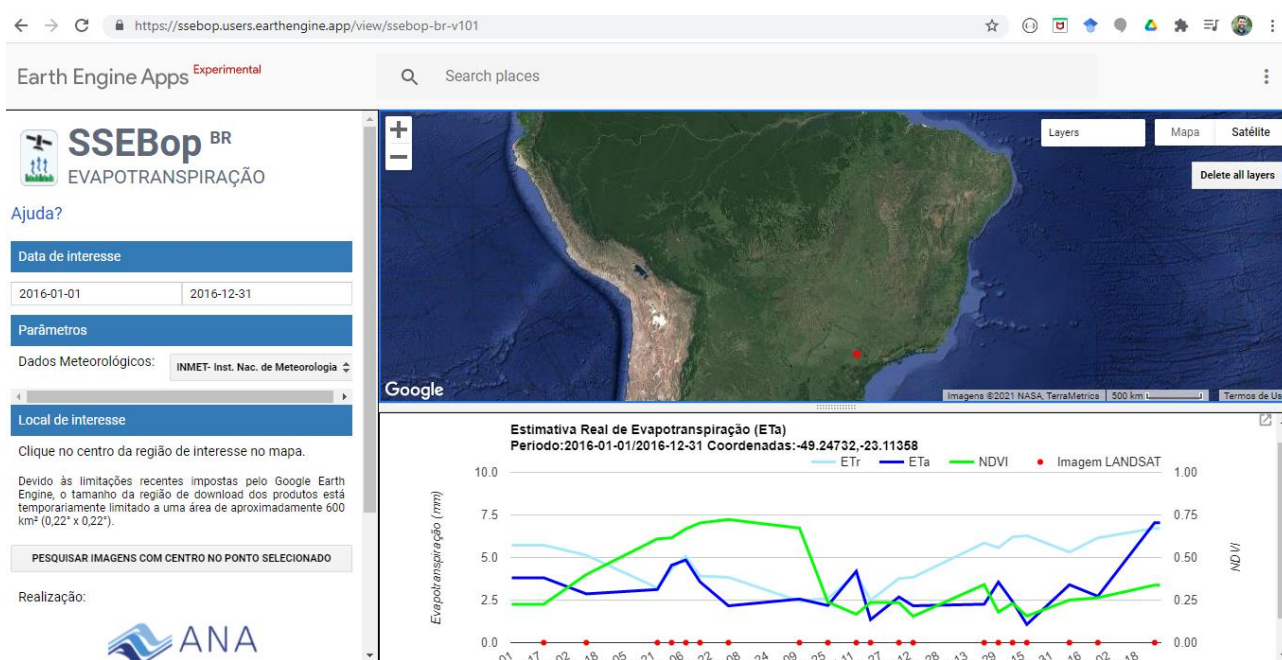 https://ssebop.users.earthengine.app/view/ssebop-br-v101
Earth Engine Apps Experimental
Search places
SSEBop BR
EVAPOTRANSPIRAÇÃO
Ajuda?
Data de interesse
2016-01-01 2016-12-31
Parâmetros
Dados Meteorológicos: INMET- Inst. Nac. de Meteorologia
Local de interesse
Clique no centro da região de interesse no mapa.
Devido às limitações recentes impostas pelo Google Earth
Engine, o tamanho da região de download dos produtos está
temporariamente limitado a uma área de aproximadamente 600
km² (0,22° x 0,22°).
PESQUISAR IMAGENS COM CENTRO NO PONTO SELECIONADO
Realização:
ANA
+
−
Layers
Mapa Satélite
Delete all layers
Google
Imagens ©2021 NASA, TerraMetrics 500 km Termos de Us
Estimativa Real de Evapotranspiração (ETa)
Periodo:2016-01-01/2016-12-31 Coordenadas:-49.24732,-23.11358
ETr ETa NDVI Imagem LANDSAT
10.0 1.00
7.5 0.75
5.0 0.50
2.5 0.25
0.0 0.00
Evapotranspiração (mm)
NDVI